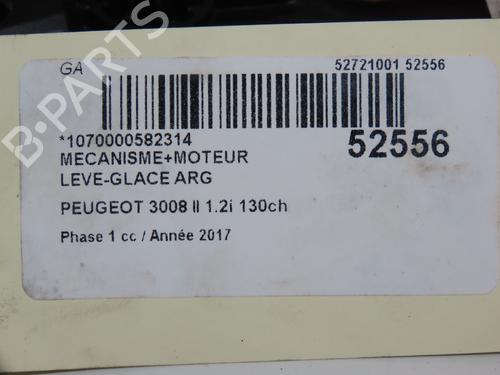 GA 52721001 52556
*1070000582314
52556
MECANISME+MOTEUR
LEVE-GLACE ARG
PEUGEOT 3008 II 1.2i 130ch
Phase 1 cc / Année 2017
B-PARTS